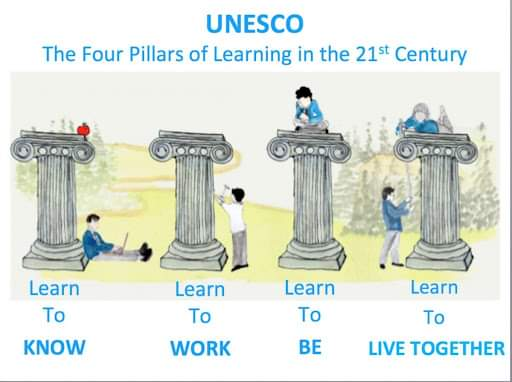 UNESCO
The Four Pillars of Learning in the 21st Century
Learn
To
KNOW
Learn
To
WORK
Learn
To
BE
Learn
To
LIVE TOGETHER